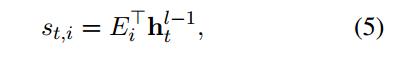 s_{t,i} = E_i^⊤ h_t^{l−1}, (5)